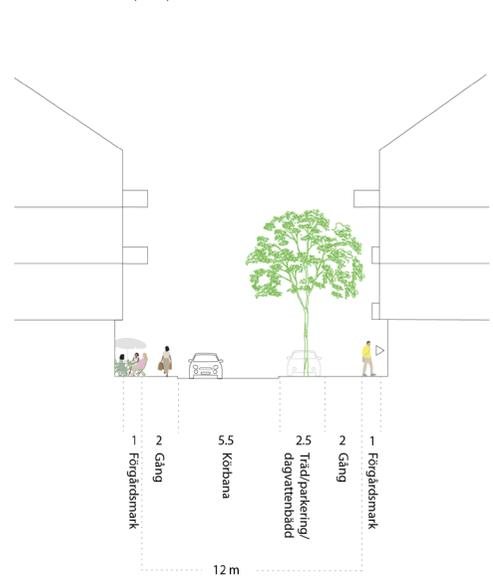 1 Förgårdsmark
2 Gång
5.5 Körbana
2.5 Träd/parkering/
dagvattenbädd
2 Gång
1 Förgårdsmark
12 m